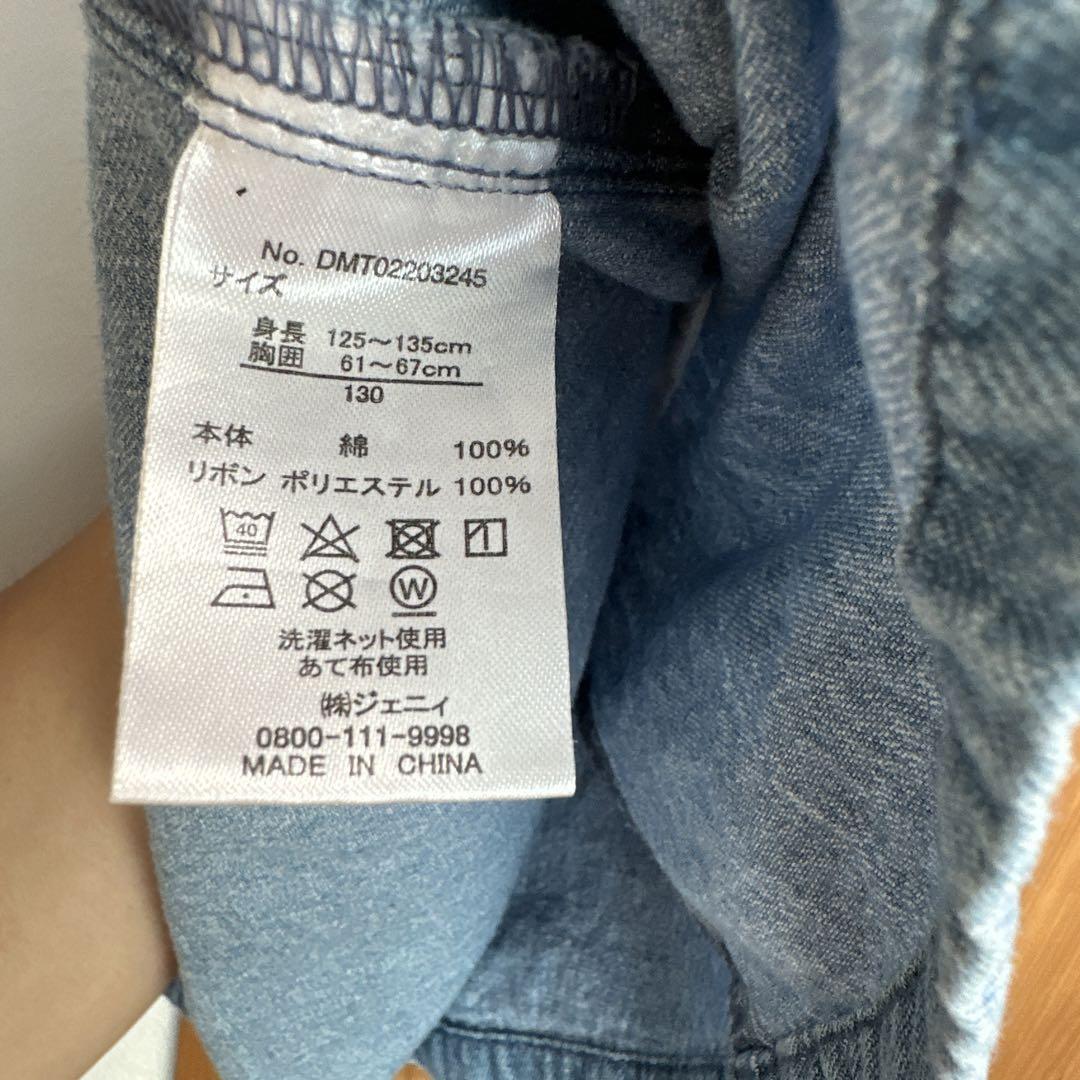 No. DMT02203245
サイズ
身長 125～135cm
胸囲 61～67cm
130
本体 綿 100%
リボン ポリエステル 100%
40
W
洗濯ネット使用
あて布使用
㈱ジェニィ
0800-111-9998
MADE IN CHINA